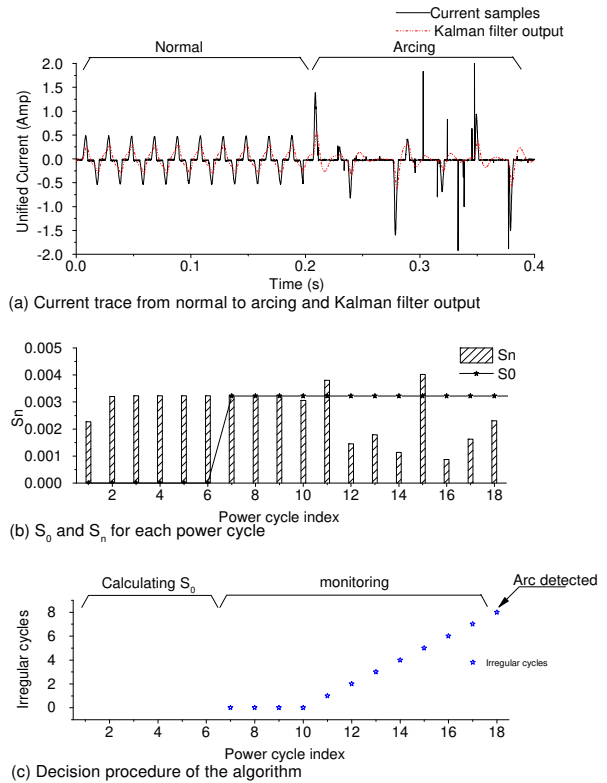 Current samples
Kalman filter output
Normal
Arcing
2.0
1.5
1.0
0.5
0.0
-0.5
-1.0
-1.5
-2.0
Unified Current (Amp)
0.0 0.1 0.2 0.3 0.4
Time (s)
(a) Current trace from normal to arcing and Kalman filter output
0.005
0.004
0.003
0.002
0.001
0.000
Sn
Sn
S0
2 4 6 8 10 12 14 16 18
Power cycle index
(b) S0 and Sn for each power cycle
Calculating S0
monitoring
Arc detected
8
6
4
2
0
Irregular cycles
Irregular cycles
2 4 6 8 10 12 14 16 18
Power cycle index
(c) Decision procedure of the algorithm